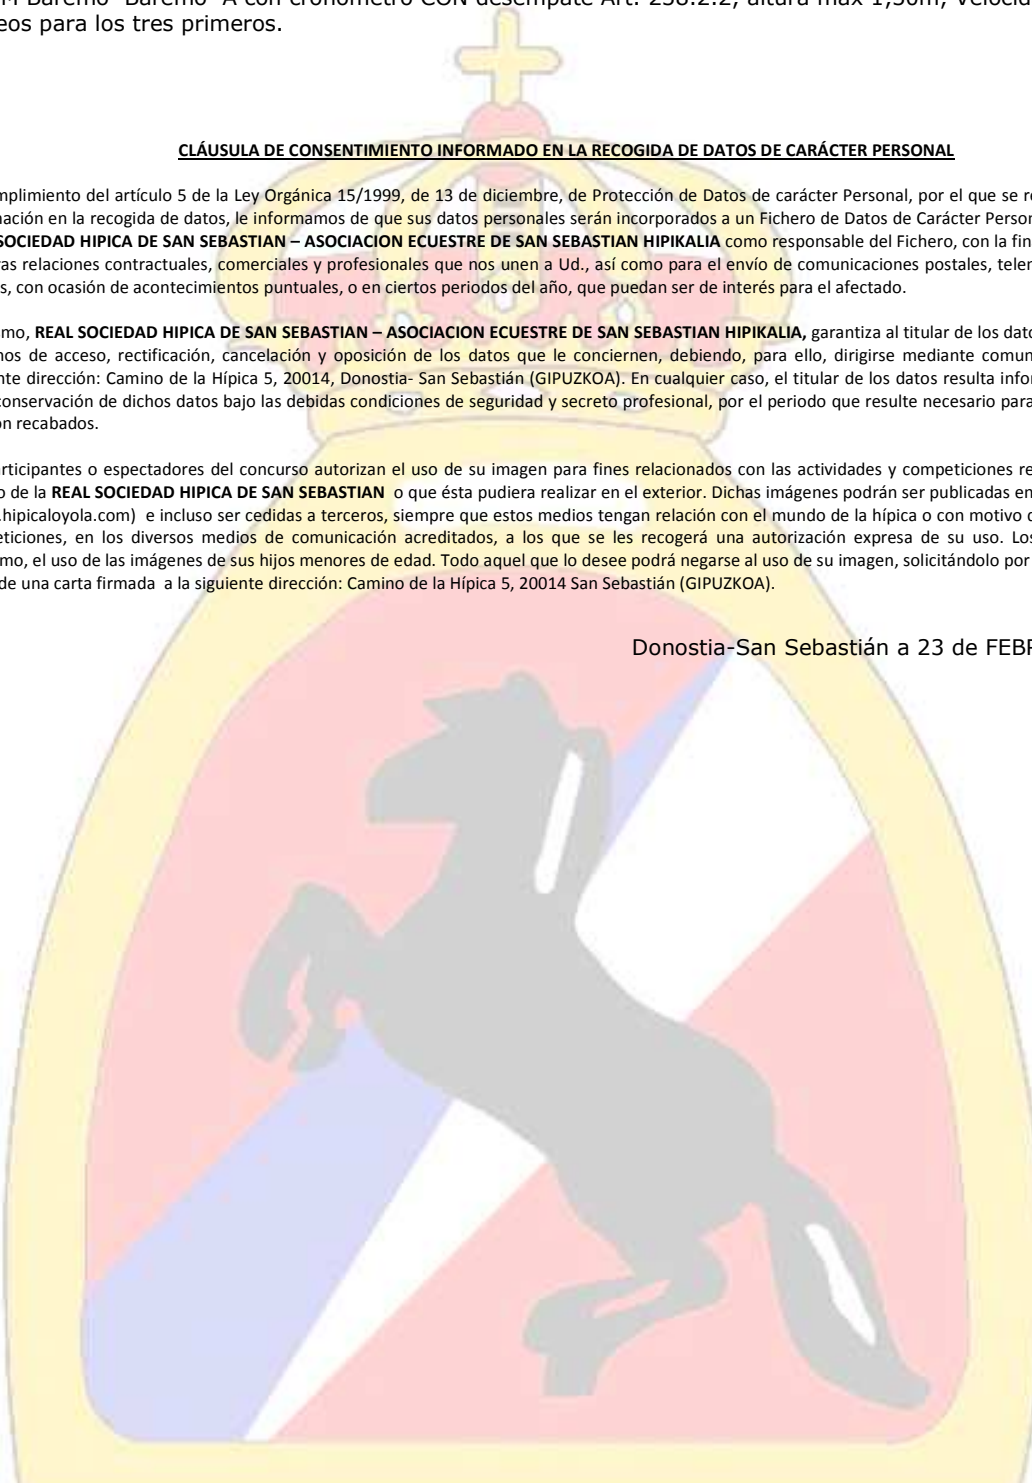 M Baremo Baremo A con cronometro CON desempate Art. 238.2.2, altura max
eos para los tres primeros.
CLÁUSULA DE CONSENTIMIENTO INFORMADO EN LA RECOGIDA DE DATOS DE CARÁCTER PERSONAL
mplimiento del artículo 5 de la Ley Orgánica 15/1999, de 13 de diciembre, de Protección de Datos de carácter Personal, por el que se r
nación en la recogida de datos, le informamos de que sus datos personales serán incorporados a un Fichero de Datos de Carácter Person
SOCIEDAD HIPICA DE SAN SEBASTIAN – ASOCIACION ECUESTRE DE SAN SEBASTIAN HIPIKALIA como responsable del Fichero, con la fin
as relaciones contractuales, comerciales y profesionales que nos unen a Ud., así como para el envío de comunicaciones postales, telen
s, con ocasión de acontecimientos puntuales, o en ciertos periodos del año, que puedan ser de interés para el afectado.
mo, REAL SOCIEDAD HIPICA DE SAN SEBASTIAN – ASOCIACION ECUESTRE DE SAN SEBASTIAN HIPIKALIA, garantiza al titular de los dato
nos de acceso, rectificación, cancelación y oposición de los datos que le conciernen, debiendo, para ello, dirigirse mediante comun
nte dirección: Camino de la Hípica 5, 20014, Donostia- San Sebastián (GIPUZKOA). En cualquier caso, el titular de los datos resulta infor
conservación de dichos datos bajo las debidas condiciones de seguridad y secreto profesional, por el periodo que resulte necesario para
on recabados.
articipantes o espectadores del concurso autorizan el uso de su imagen para fines relacionados con las actividades y competiciones re
o de la REAL SOCIEDAD HIPICA DE SAN SEBASTIAN o que ésta pudiera realizar en el exterior. Dichas imágenes podrán ser publicadas en
.hipicaloyola.com) e incluso ser cedidas a terceros, siempre que estos medios tengan relación con el mundo de la hípica o con motivo d
eticiones, en los diversos medios de comunicación acreditados, a los que se les recogerá una autorización expresa de su uso. Los
mo, el uso de las imágenes de sus hijos menores de edad. Todo aquel que lo desee podrá negarse al uso de su imagen, solicitándolo por
de una carta firmada a la siguiente dirección: Camino de la Hípica 5, 20014 San Sebastián (GIPUZKOA).
Donostia-San Sebastián a 23 de FEBR